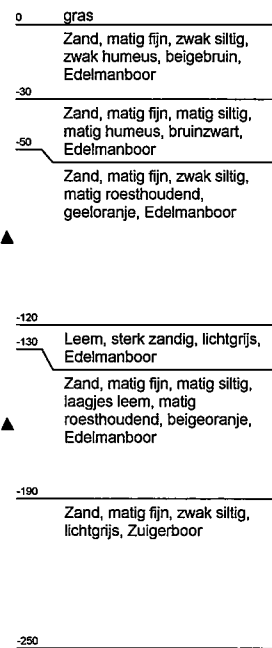 0 gras
Zand, matig fijn, zwak siltig,
zwak humeus, beigebruin,
Edelmanboor
-30
Zand, matig fijn, matig siltig,
matig humeus, bruinzwart,
Edelmanboor
-50
Zand, matig fijn, zwak siltig,
matig roesthoudend,
geeloranje, Edelmanboor
-120
Leem, sterk zandig, lichtgrijs,
Edelmanboor
-130
Zand, matig fijn, matig siltig,
laagjes leem, matig
roesthoudend, beigeoranje,
Edelmanboor
-190
Zand, matig fijn, zwak siltig,
lichtgrijs, Zuigerboor
-250